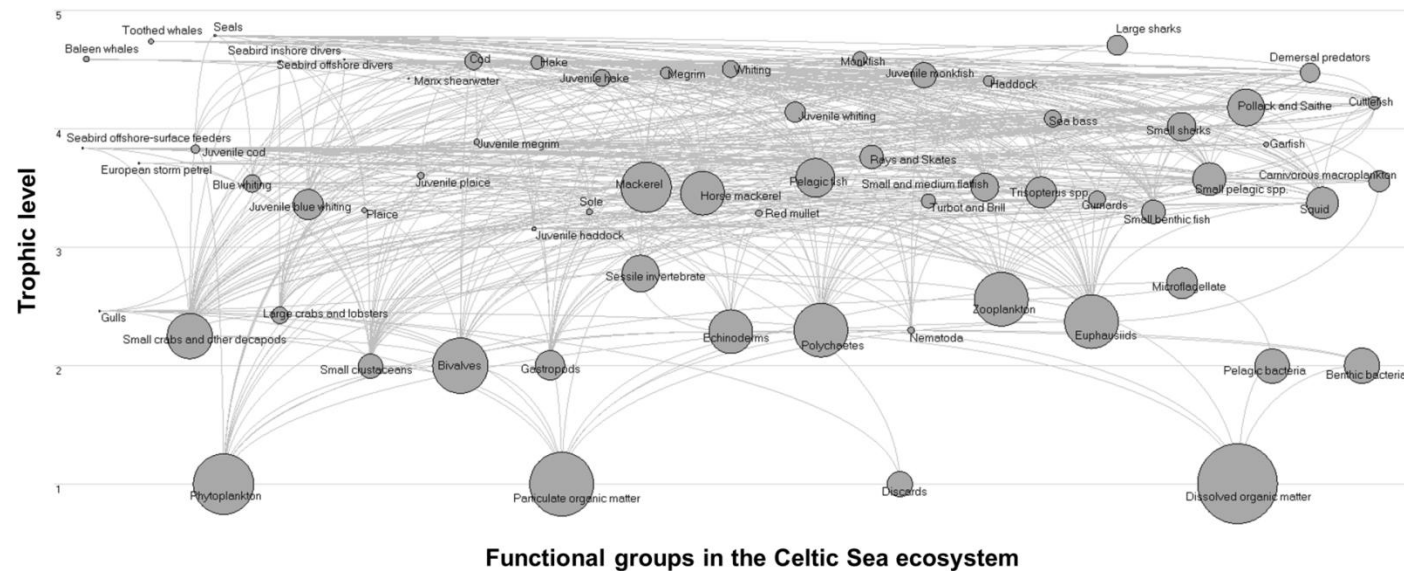 5
Toothed whales
Seals
Large sharks
Baleen whales
Seabird inshore divers
Seabird offshore divers
Cod
Hake
Monkfish
Demersal predators
Manx shearwater
Juvenile hake
Megrim
Whiting
Juvenile monkfish
Haddock
Pollack and Saithe
Cuttlefish
Juvenile whiting
Sea bass
Small sharks
4
Seabird offshore-surface feeders
Juvenile cod
Juvenile megrim
Garfish
European storm petrel
Rays and Skates
Blue whiting
Juvenile plaice
Mackerel
Horse mackerel
Pelagic fish
Small and medium flatfish
Trisopterus spp.
Small pelagic spp.
Carnivorous macroplankton
Juvenile blue whiting
Plaice
Sole
Red mullet
Turbot and Brill
Gurnards
Small benthic fish
Squid
Juvenile haddock
3
Sessile invertebrate
Microflagellate
Gulls
Large crabs and lobsters
Zooplankton
Small crabs and other decapods
Echinoderms
Polychaetes
Nematoda
Euphausiids
2
Small crustaceans
Bivalves
Gastropods
Pelagic bacteria
Benthic bacteria
1
Phytoplankton
Particulate organic matter
Discards
Dissolved organic matter
Trophic level
Functional groups in the Celtic Sea ecosystem